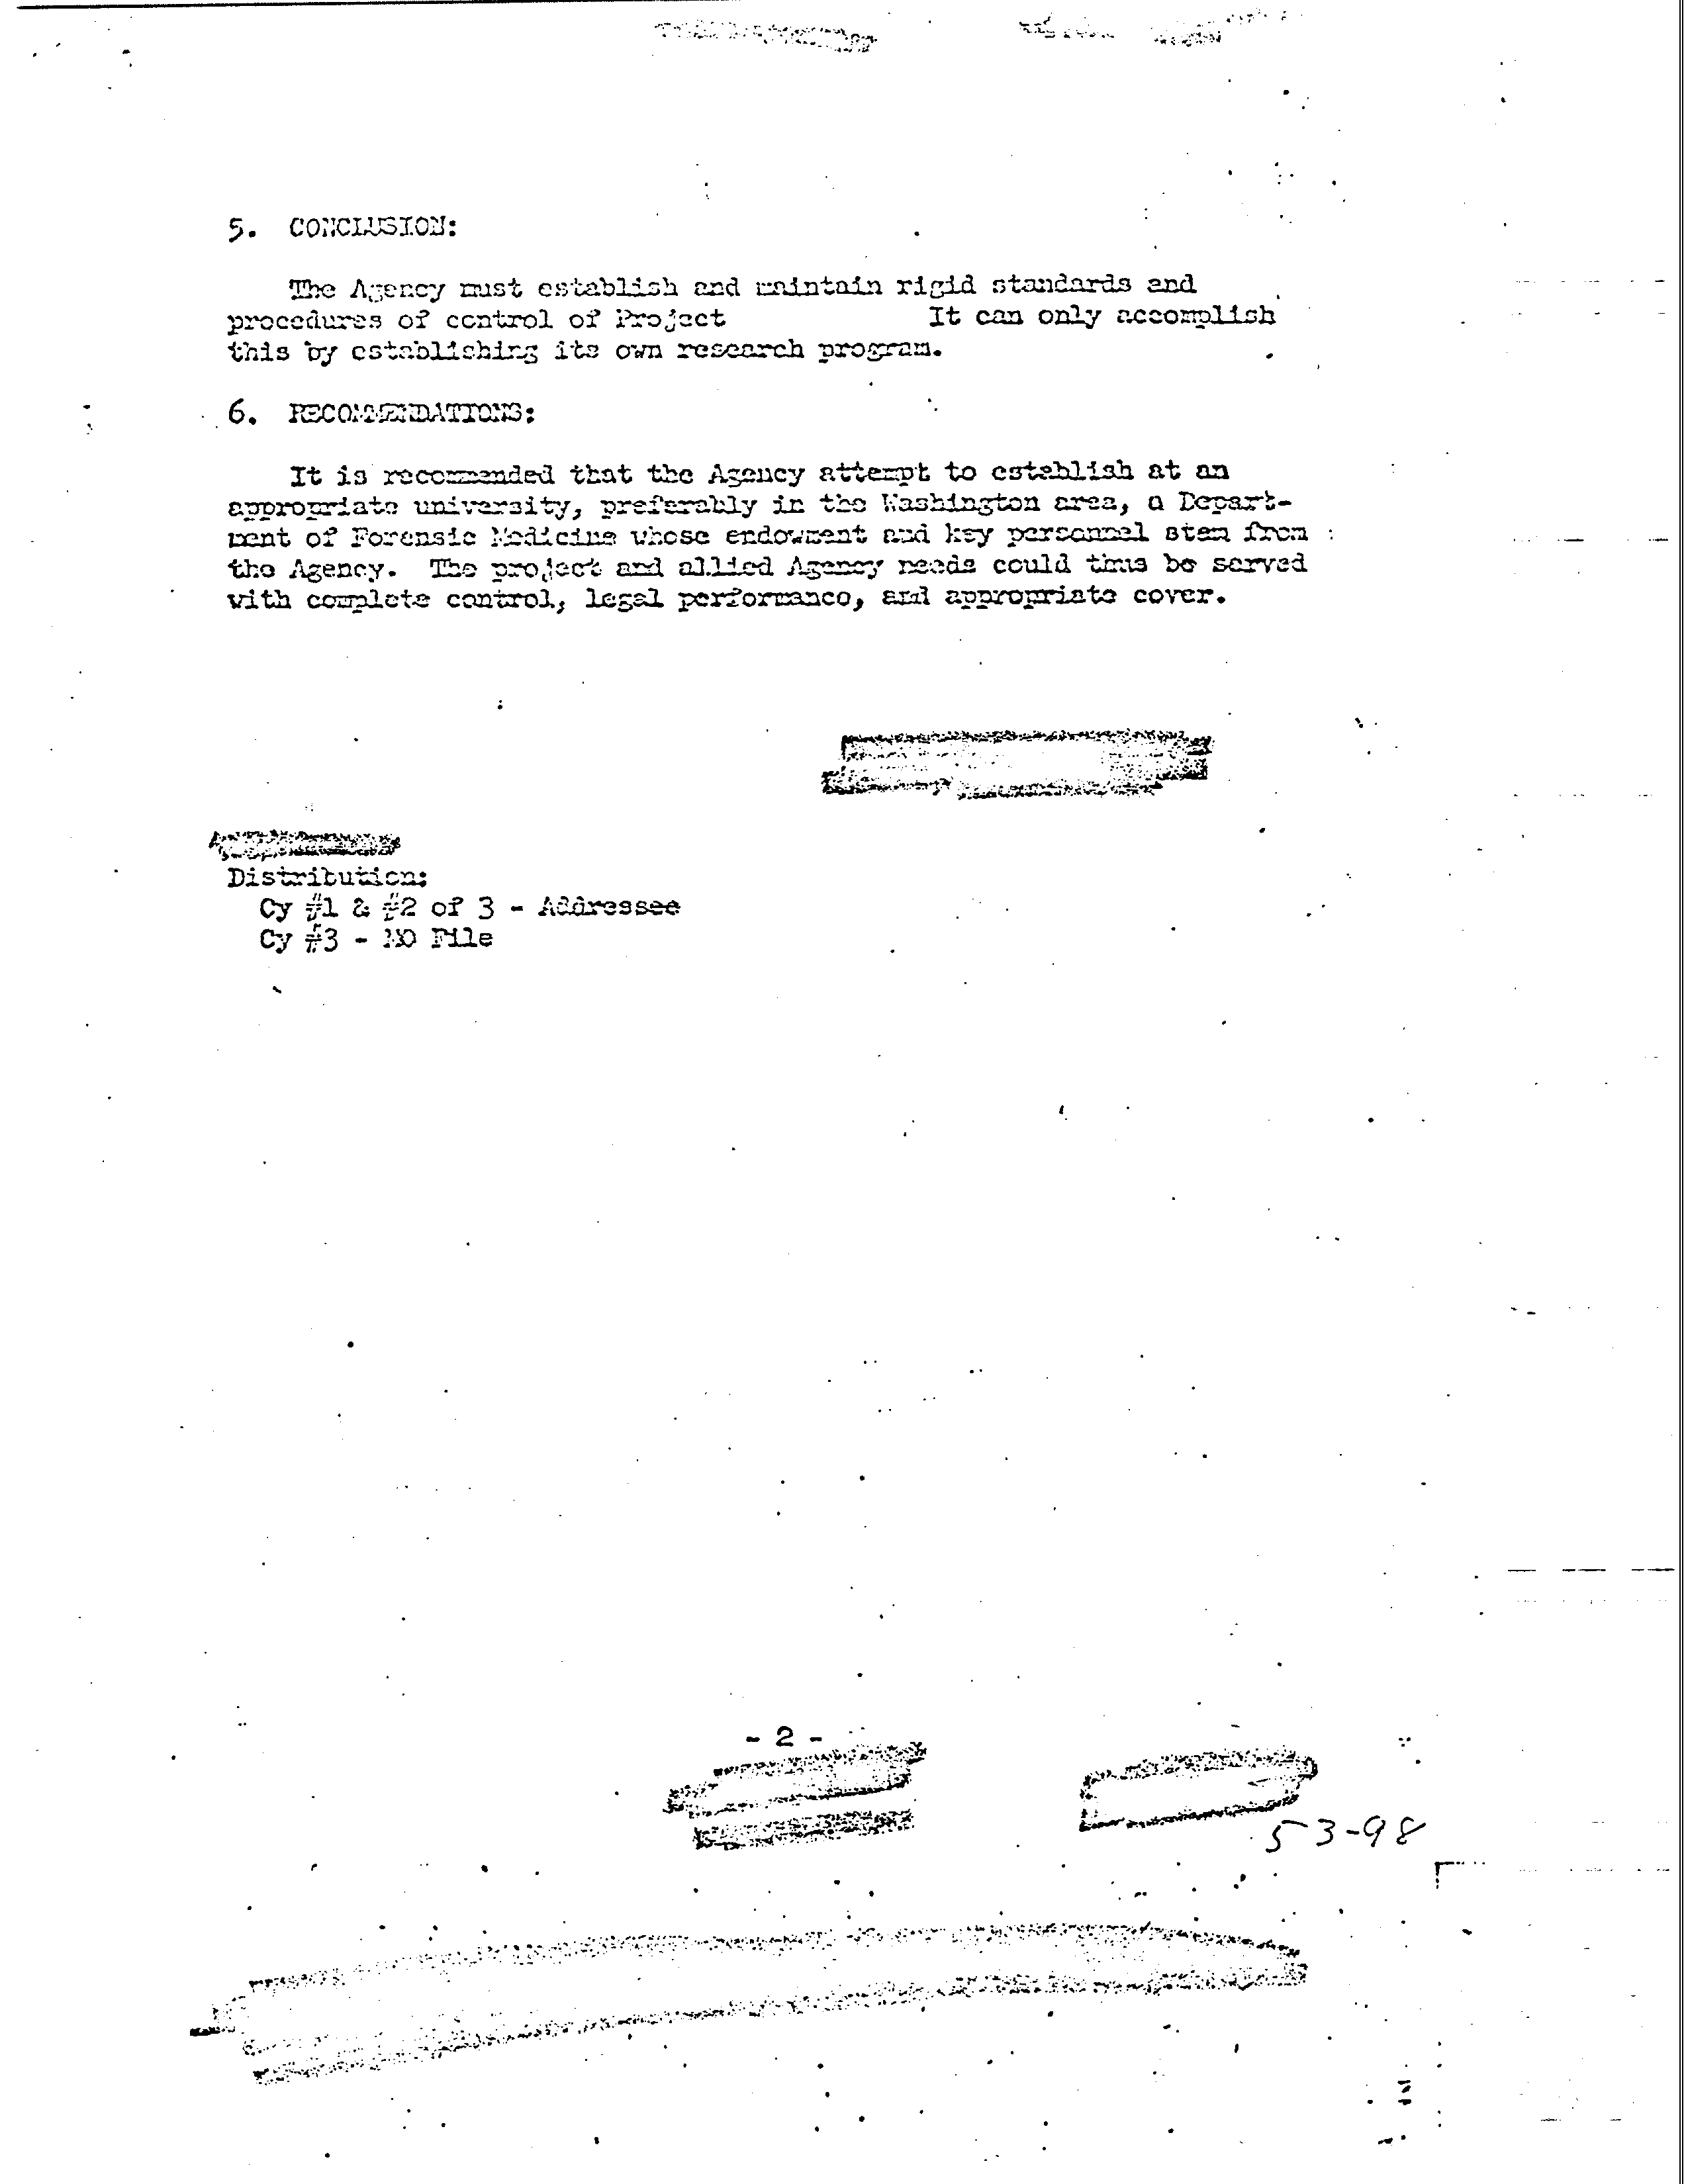 5. CONCLUSION:
The Agency must establish and maintain rigid standards and
procedures of control of Project It can only accomplish
this by establishing its own research program.
6. RECOMMENDATIONS:
It is recommended that the Agency attempt to establish at an
appropriate university, preferably in the Washington area, a Depart-
ment of Forensic Medicine whose endowment and key personnel stem from
the Agency. The project and allied Agency needs could thus be served
with complete control, legal performance, and appropriate cover.
Distribution:
Cy #1 & #2 of 3 - Addressee
Cy #3 - MO File
- 2 -
53-98